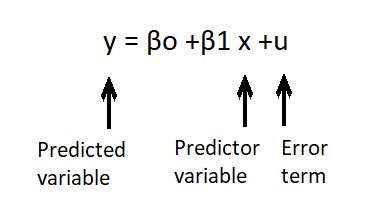 y = βo +β1 x +u
Predicted variable
Predictor variable
Error term